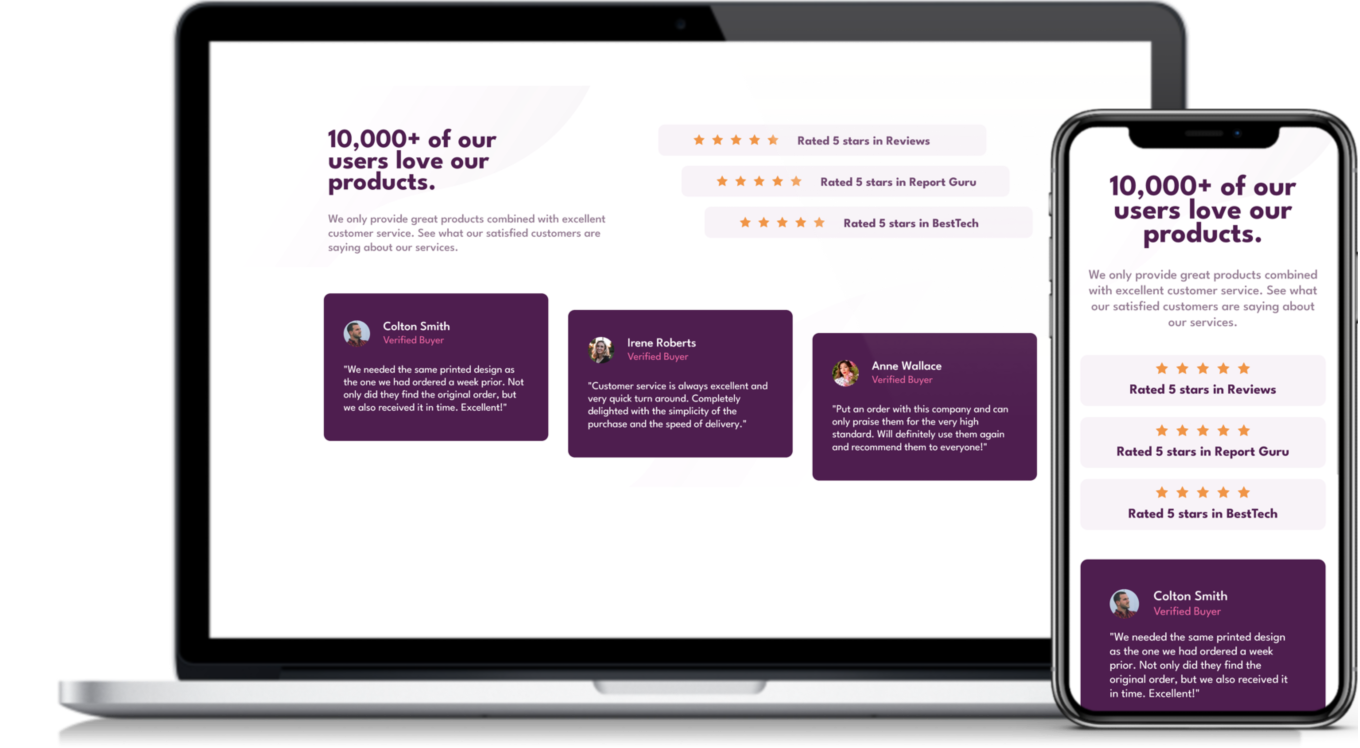 10,000+ of our
users love our
products.
We only provide great products combined with excellent
customer service. See what our satisfied customers are
saying about our services.
Rated 5 stars in Reviews
Rated 5 stars in Report Guru
Rated 5 stars in BestTech
Colton Smith
Verified Buyer
"We needed the same printed design as
the one we had ordered a week prior. Not
only did they find the original order, but
we also received it in time. Excellent!"
Irene Roberts
Verified Buyer
"Customer service is always excellent and
very quick turn around. Completely
delighted with the simplicity of the
purchase and the speed of delivery."
Anne Wallace
Verified Buyer
"Put an order with this company and can
only praise them for the very high
standard. Will definitely use them again
and recommend them to everyone!"
10,000+ of our
users love our
products.
We only provide great products combined
with excellent customer service. See what
our satisfied customers are saying about
our services.
Rated 5 stars in Reviews
Rated 5 stars in Report Guru
Rated 5 stars in BestTech
Colton Smith
Verified Buyer
"We needed the same printed design
as the one we had ordered a week
prior. Not only did they find the
original order, but we also received it
in time. Excellent!"